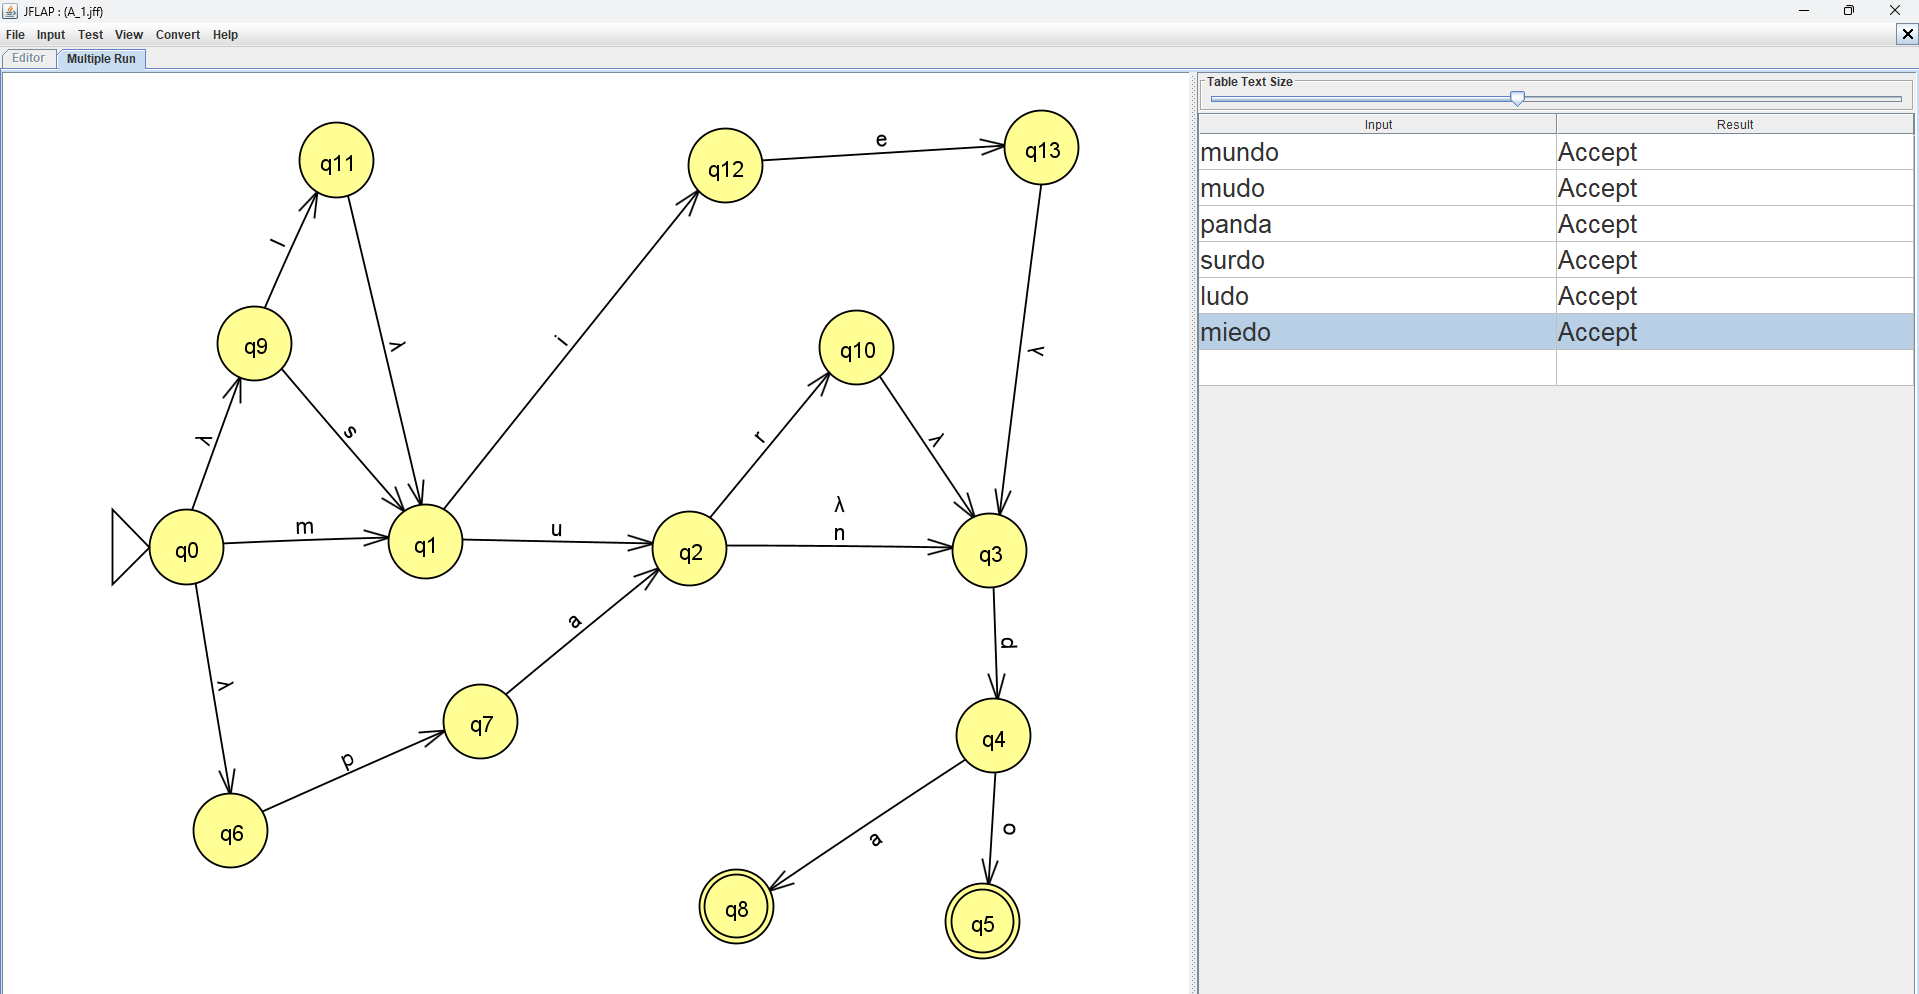 JFLAP : (A_1.jff)
File Input Test View Convert Help
Editor Multiple Run
Table Text Size
Input Result
mundo Accept
mudo Accept
panda Accept
surdo Accept
ludo Accept
miedo Accept
q11
q12
e
q13
l
λ
i
λ
q9
q10
λ
s
r
λ
λ
n
q0
m
q1
u
q2
q3
λ
a
d
p
q7
q4
q6
a
o
q8
q5